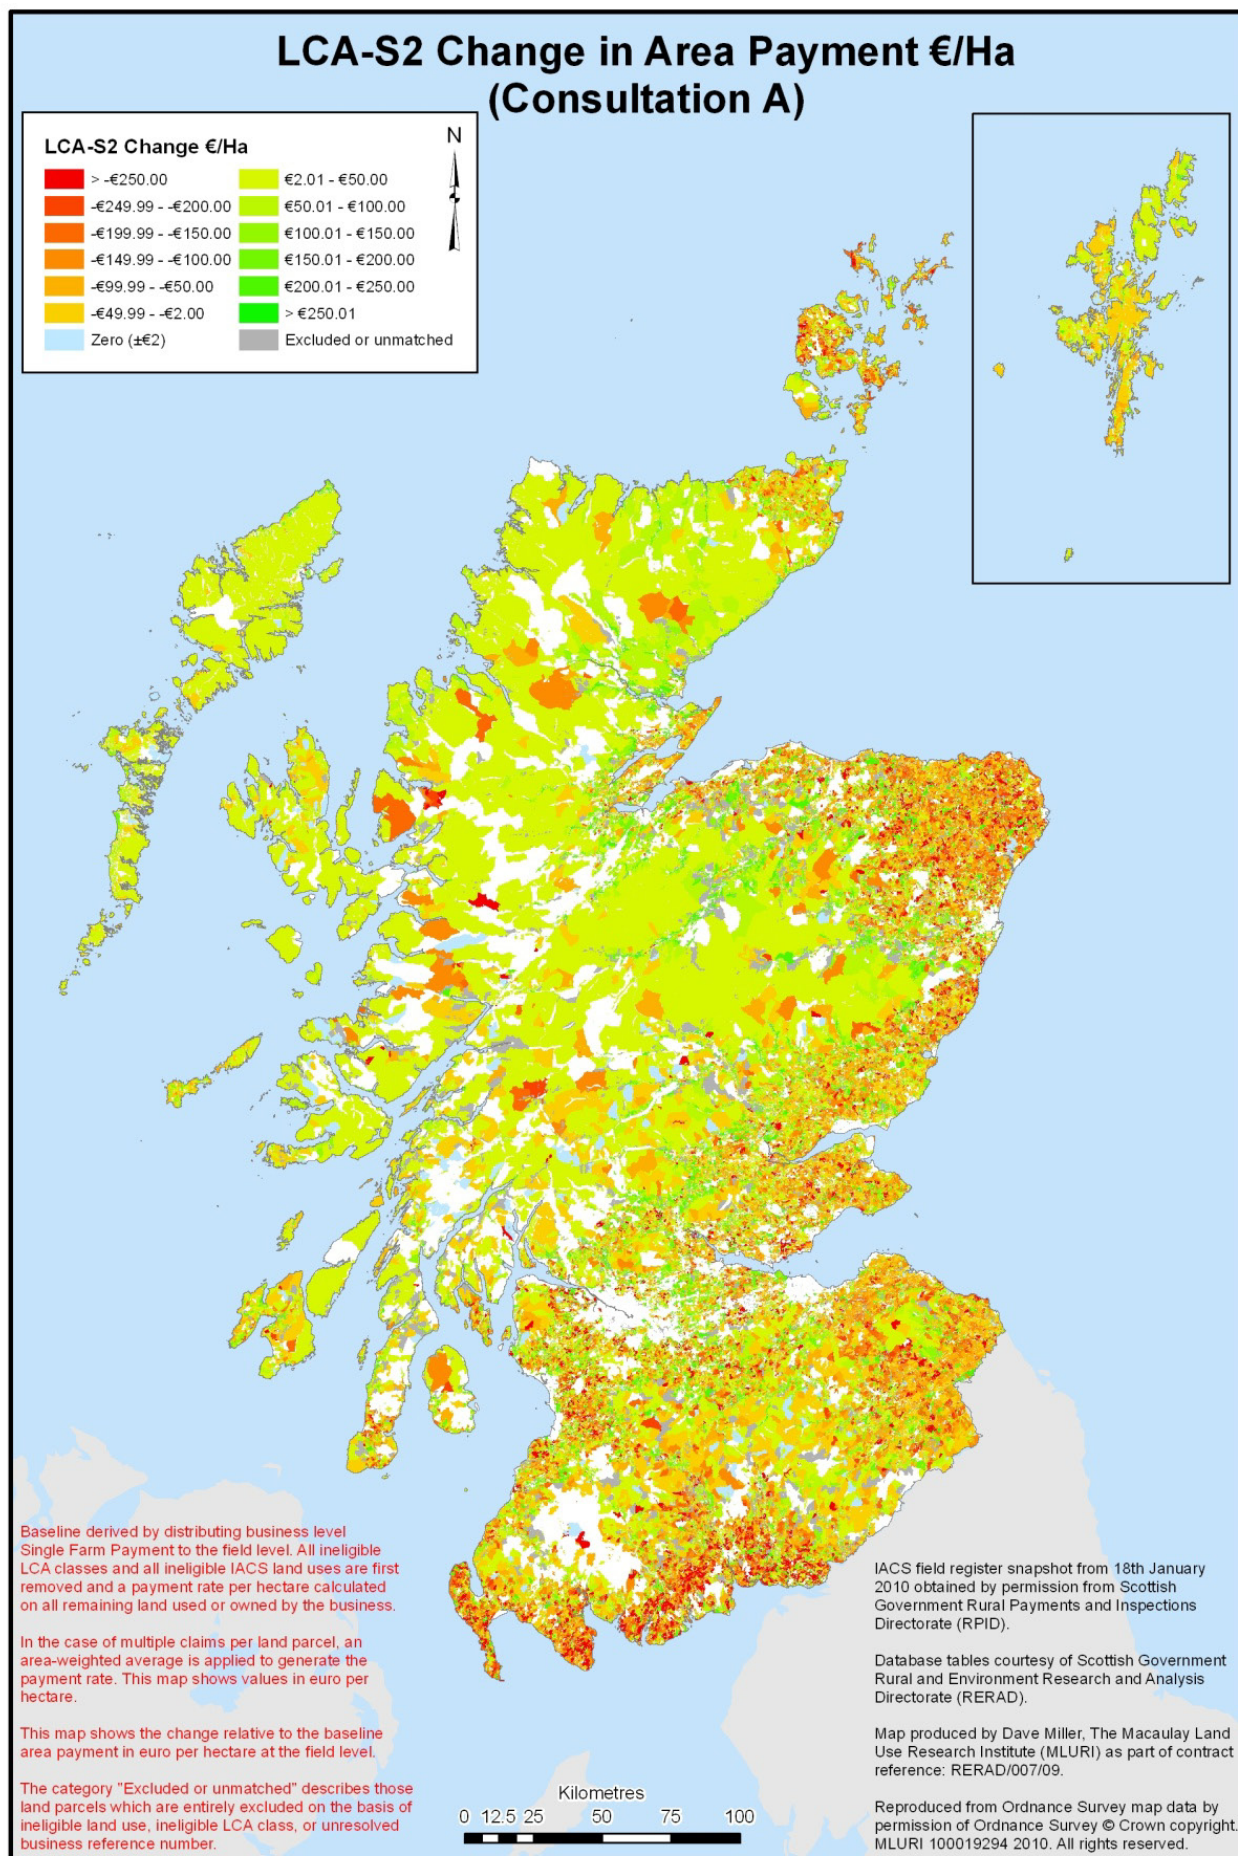 LCA-S2 Change in Area Payment €/Ha
(Consultation A)
LCA-S2 Change €/Ha
> -€250.00
-€249.99 - -€200.00
-€199.99 - -€150.00
-€149.99 - -€100.00
-€99.99 - -€50.00
-€49.99 - -€2.00
Zero (±€2)
€2.01 - €50.00
€50.01 - €100.00
€100.01 - €150.00
€150.01 - €200.00
€200.01 - €250.00
> €250.01
Excluded or unmatched
N
Baseline derived by distributing business level
Single Farm Payment to the field level. All ineligible
LCA classes and all ineligible IACS land uses are first
removed and a payment rate per hectare calculated
on all remaining land used or owned by the business.
In the case of multiple claims per land parcel, an
area-weighted average is applied to generate the
payment rate. This map shows values in euro per
hectare.
This map shows the change relative to the baseline
area payment in euro per hectare at the field level.
The category "Excluded or unmatched" describes those
land parcels which are entirely excluded on the basis of
ineligible land use, ineligible LCA class, or unresolved
business reference number.
Kilometres
0 12.5 25 50 75 100
IACS field register snapshot from 18th January
2010 obtained by permission from Scottish
Government Rural Payments and Inspections
Directorate (RPID).
Database tables courtesy of Scottish Government
Rural and Environment Research and Analysis
Directorate (RERAD).
Map produced by Dave Miller, The Macaulay Land
Use Research Institute (MLURI) as part of contract
reference: RERAD/007/09.
Reproduced from Ordnance Survey map data by
permission of Ordnance Survey © Crown copyright.
MLURI 100019294 2010. All rights reserved.